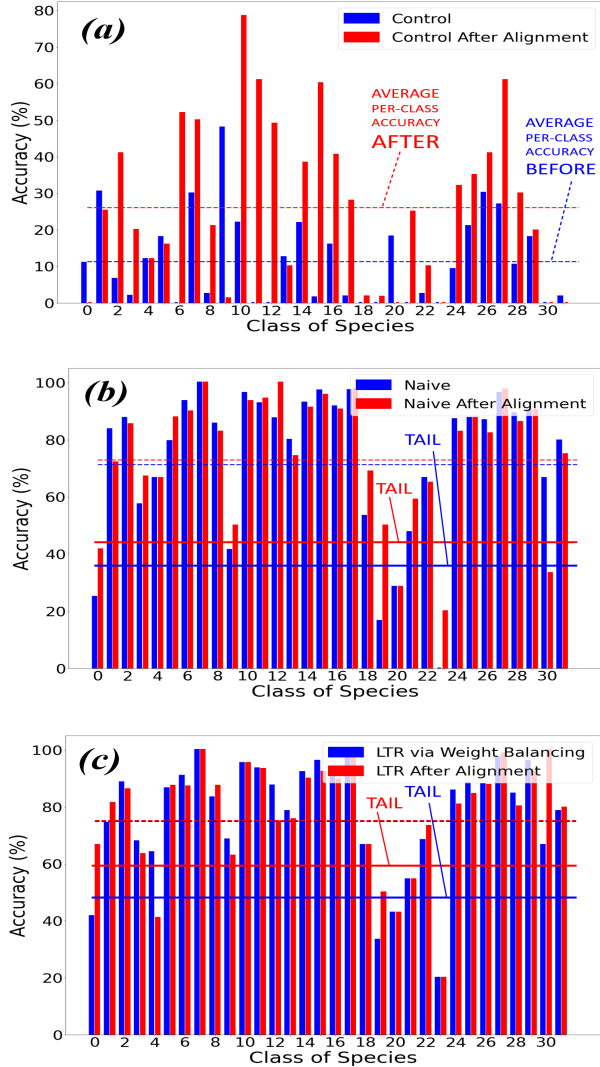 80
70
60
50
40
30
20
10
0
Accuracy (%)
(a)
Control
Control After Alignment
AVERAGE
PER-CLASS
ACCURACY
AFTER
AVERAGE
PER-CLASS
ACCURACY
BEFORE
0 2 4 6 8 10 12 14 16 18 20 22 24 26 28 30
Class of Species
100
80
60
40
20
0
Accuracy (%)
(b)
Naive
Naive After Alignment
TAIL
TAIL
0 2 4 6 8 10 12 14 16 18 20 22 24 26 28 30
Class of Species
100
80
60
40
20
0
Accuracy (%)
(c)
LTR via Weight Balancing
LTR After Alignment
TAIL
TAIL
0 2 4 6 8 10 12 14 16 18 20 22 24 26 28 30
Class of Species